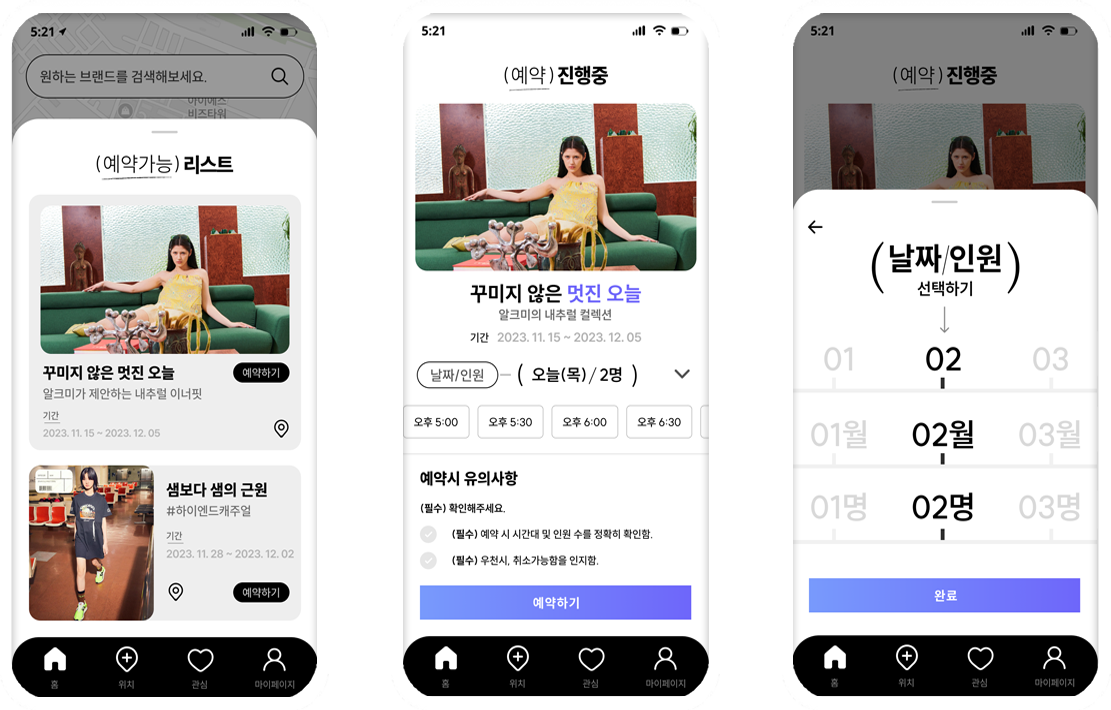 5:21
원하는 브랜드를 검색해보세요.
아이에스
비즈타워
(예약가능) 리스트
꾸미지 않은 멋진 오늘
예약하기
알크미가 제안하는 내추럴 이너핏
기간
2023. 11. 15 ~ 2023. 12. 05
샘보다 샘의 근원
#하이엔드캐주얼
기간
2023. 11. 28 ~ 2023. 12. 02
예약하기
홈 위치 관심 마이페이지
5:21
(예약) 진행중
꾸미지 않은 멋진 오늘
알크미의 내추럴 컬렉션
기간 2023. 11. 15 ~ 2023. 12. 05
날짜/인원 – ( 오늘(목) / 2명 )
오후 5:00 오후 5:30 오후 6:00 오후 6:30
예약시 유의사항
(필수) 확인해주세요.
(필수) 예약 시 시간대 및 인원 수를 정확히 확인함.
(필수) 우천시, 취소가능함을 인지함.
예약하기
홈 위치 관심 마이페이지
5:21
(예약) 진행중
(날짜/인원)
선택하기
01 02 03
01월 02월 03월
01명 02명 03명
완료
홈 위치 관심 마이페이지